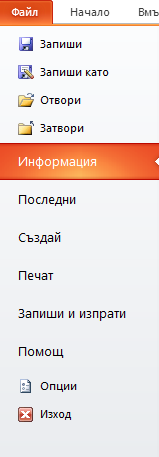 Файл Начало Вмъ
Запиши
Запиши като
Отвори
Затвори
Информация
Последни
Създай
Печат
Запиши и изпрати
Помощ
Опции
Изход